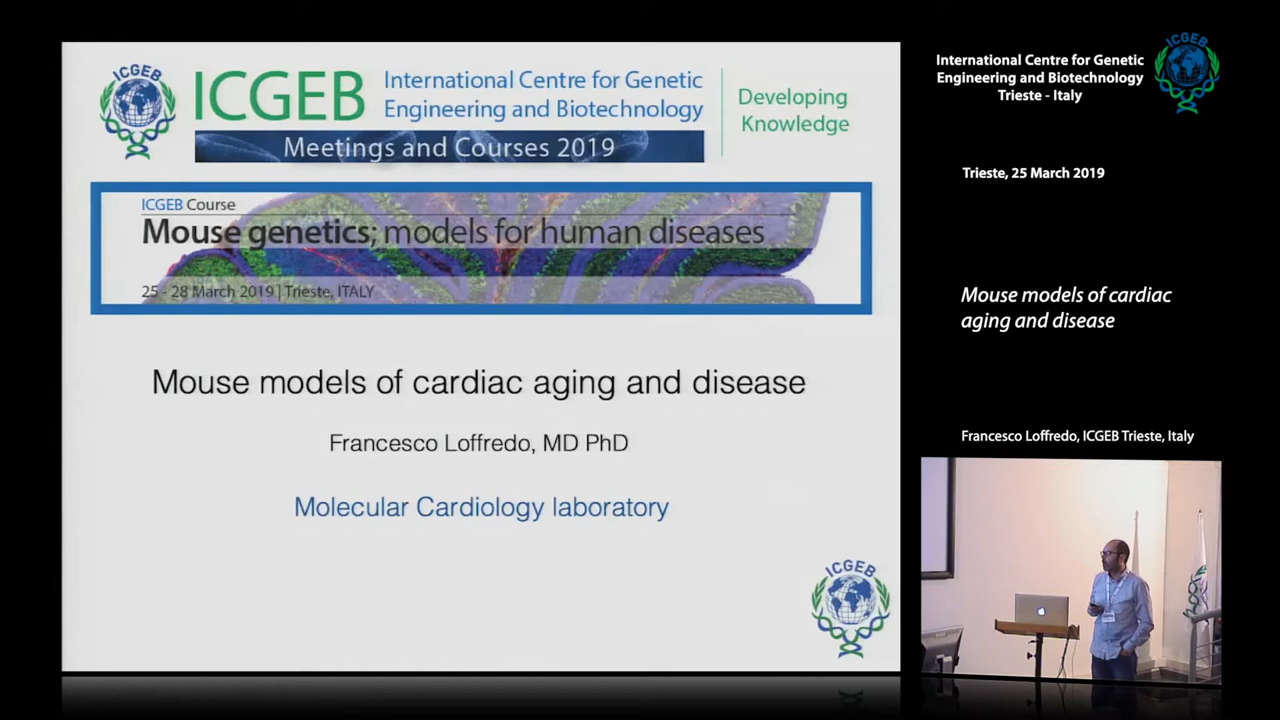 ICGEB
ICGEB
International Centre for Genetic
Engineering and Biotechnology
Developing
Knowledge
Meetings and Courses 2019
ICGEB Course
Mouse genetics; models for human diseases
25 - 28 March 2019 | Trieste, ITALY
Mouse models of cardiac aging and disease
Francesco Loffredo, MD PhD
Molecular Cardiology laboratory
ICGEB
International Centre for Genetic
Engineering and Biotechnology
Trieste - Italy
ICGEB
Trieste, 25 March 2019
Mouse models of cardiac
aging and disease
Francesco Loffredo, ICGEB Trieste, Italy